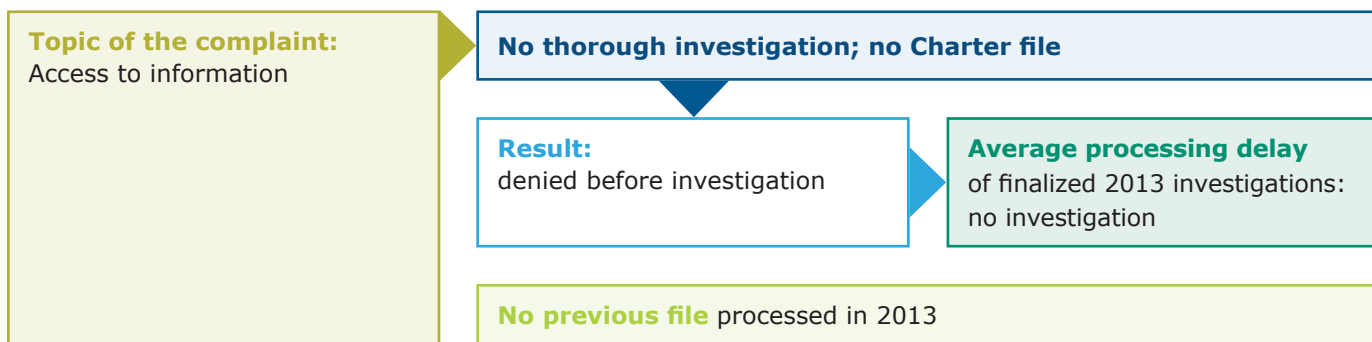 Topic of the complaint:
Access to information
No thorough investigation; no Charter file
Result:
denied before investigation
Average processing delay
of finalized 2013 investigations:
no investigation
No previous file processed in 2013